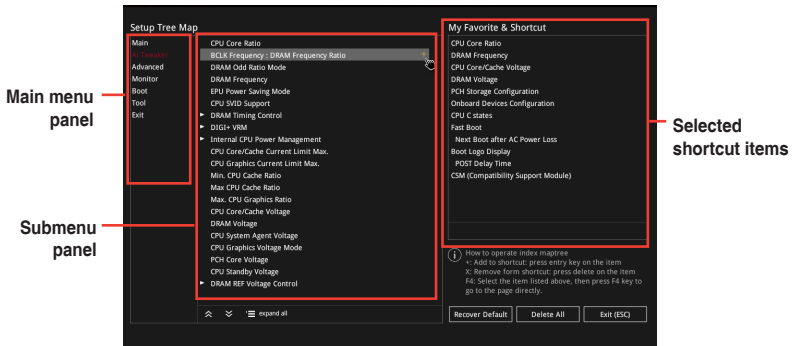 Setup Tree Map
Main
Ai Tweaker
Advanced
Monitor
Boot
Tool
Exit
CPU Core Ratio
BCLK Frequency : DRAM Frequency Ratio +
DRAM Odd Ratio Mode
DRAM Frequency
EPU Power Saving Mode
CPU SVID Support
DRAM Timing Control
DIGI+ VRM
Internal CPU Power Management
CPU Core/Cache Current Limit Max.
CPU Graphics Current Limit Max.
Min. CPU Cache Ratio
Max CPU Cache Ratio
Max. CPU Graphics Ratio
CPU Core/Cache Voltage
DRAM Voltage
CPU System Agent Voltage
CPU Graphics Voltage Mode
PCH Core Voltage
CPU Standby Voltage
DRAM REF Voltage Control
expand all
My Favorite & Shortcut
CPU Core Ratio
DRAM Frequency
CPU Core/Cache Voltage
DRAM Voltage
PCH Storage Configuration
Onboard Devices Configuration
CPU C states
Fast Boot
Next Boot after AC Power Loss
Boot Logo Display
POST Delay Time
CSM (Compatibility Support Module)
How to operate index maptree
+: Add to shortcut: press entry key on the item
X: Remove form shortcut: press delete on the item
F4: Select the item listed above, then press F4 key to
go to the page directly.
Recover Default
Delete All
Exit (ESC)
Main menu
panel
Submenu
panel
Selected
shortcut items